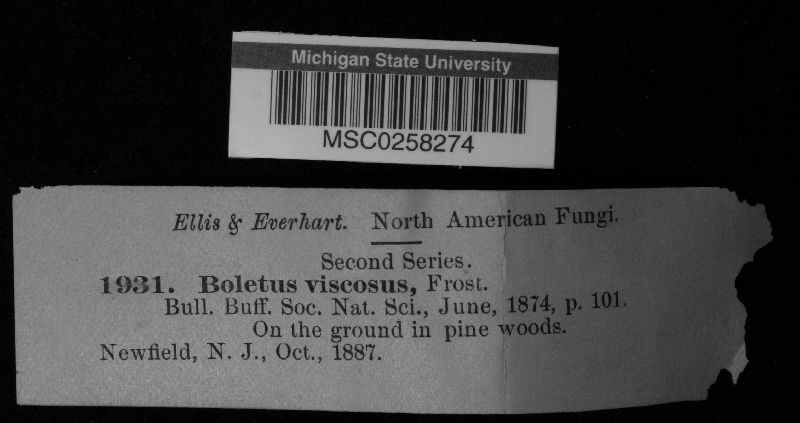 Michigan State University
MSC0258274
Ellis & Everhart. North American Fungi.
Second Series.
1931. Boletus viscosus, Frost.
Bull. Buff. Soc. Nat. Sci., June, 1874, p. 101.
On the ground in pine woods.
Newfield, N. J., Oct., 1887.